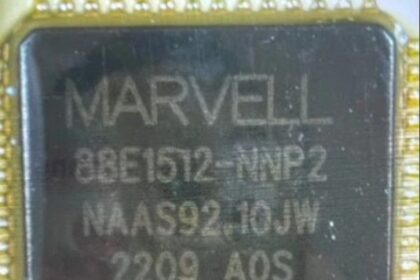 MARVELL
88E1512-NNP2
NAAS92.10JW
2209 A0S